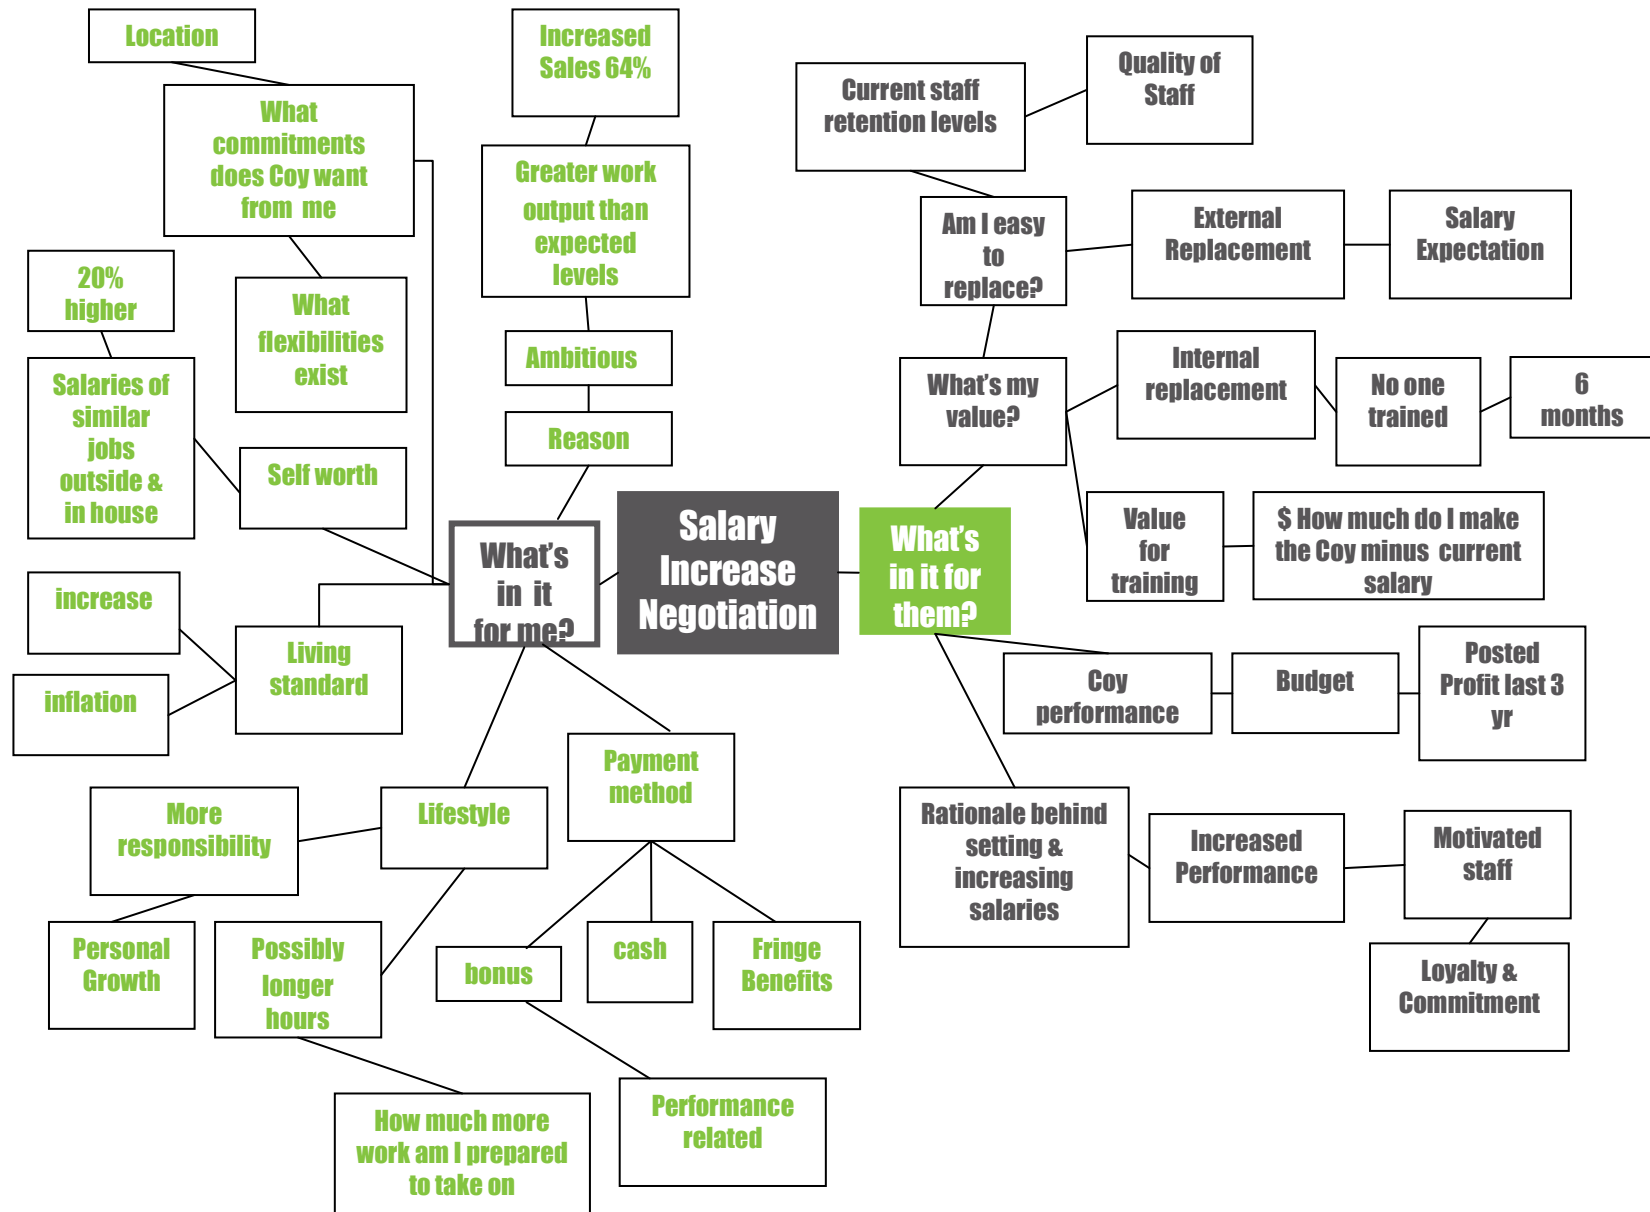 Location
What
commitments
does Coy want
from me
20%
higher
What
flexibilities
exist
Salaries of
similar
jobs
outside &
in house
Self worth
Increased
Sales 64%
Greater work
output than
expected
levels
Ambitious
Reason
What's
in it
for me?
Salary
Increase
Negotiation
increase
inflation
Living
standard
More
responsibility
Lifestyle
Payment
method
Personal
Growth
Possibly
longer
hours
bonus
cash
Fringe
Benefits
How much more
work am I prepared
to take on
Performance
related
Current staff
retention levels
Quality of
Staff
Am I easy
to
replace?
External
Replacement
Salary
Expectation
What's my
value?
Internal
replacement
No one
trained
6
months
What's
in it for
them?
Value
for
training
$ How much do I make
the Coy minus current
salary
Coy
performance
Budget
Posted
Profit last 3
yr
Rationale behind
setting &
increasing
salaries
Increased
Performance
Motivated
staff
Loyalty &
Commitment